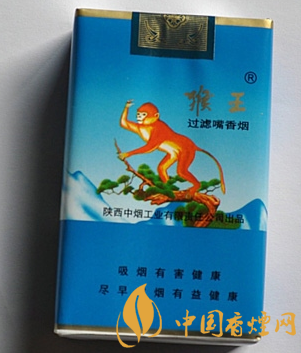 ®
猴王
过滤嘴香烟
陕西中烟工业有限责任公司出品
吸烟有害健康
尽早 烟有益健康
中国香烟网